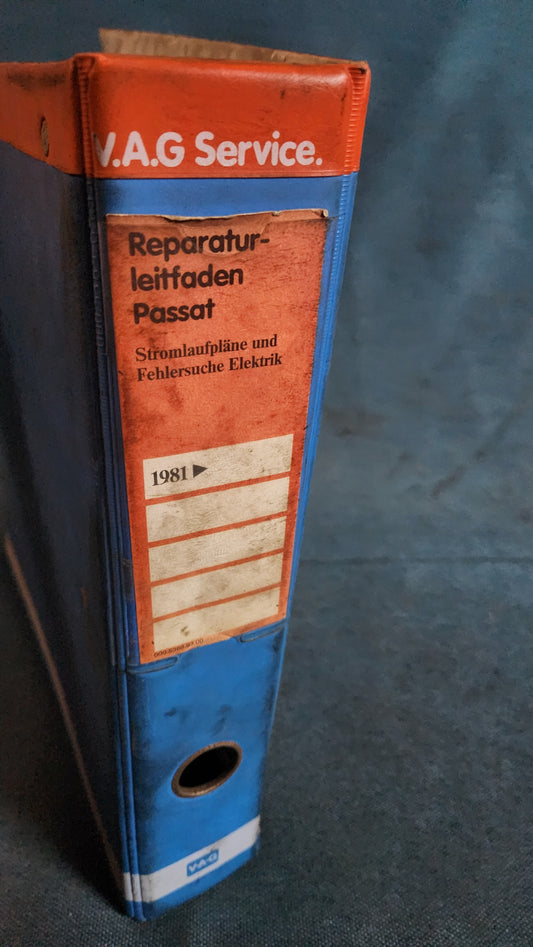 V.A.G Service.
Reparatur-
leitfaden
Passat
Stromlaufpläne und
Fehlersuche Elektrik
1981 ►
V·A·G